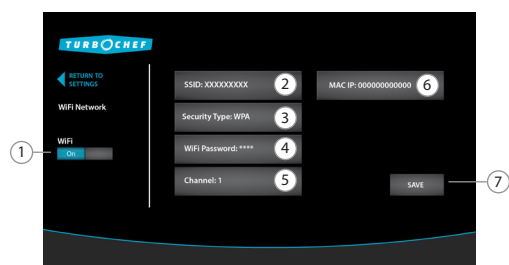 TURBOCHEF
RETURN TO
SETTINGS
WiFi Network
WiFi
On
1
SSID: XXXXXXXXX
2
Security Type: WPA
3
WiFi Password: ****
4
Channel: 1
5
MAC IP: 000000000000
6
SAVE
7